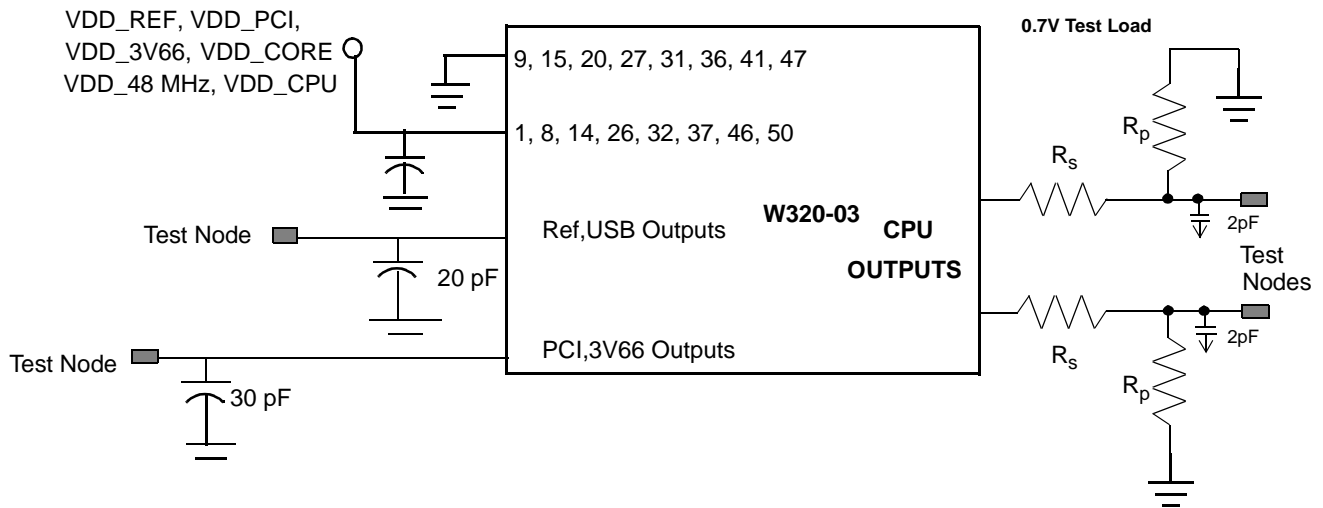 VDD_REF, VDD_PCI,
VDD_3V66, VDD_CORE
VDD_48 MHz, VDD_CPU
9, 15, 20, 27, 31, 36, 41, 47
1, 8, 14, 26, 32, 37, 46, 50
0.7V Test Load
Rp
Rs
W320-03
CPU
OUTPUTS
Test Node
Ref,USB Outputs
20 pF
2pF
Test
Nodes
Test Node
PCI,3V66 Outputs
30 pF
Rs
2pF
Rp